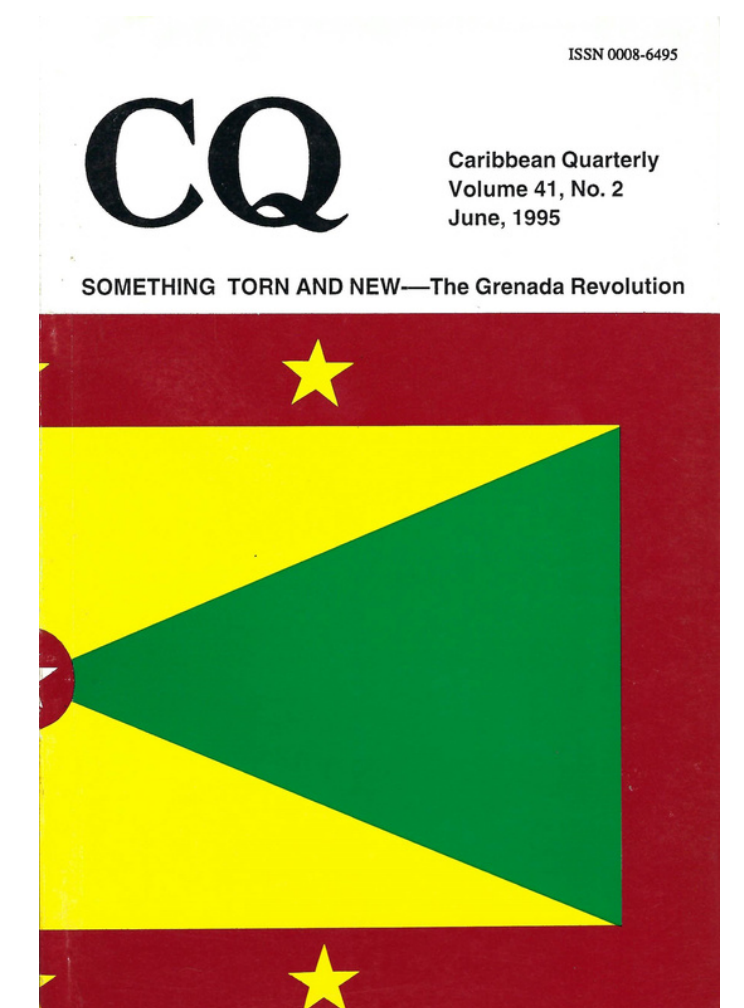 ISSN 0008-6495
CQ
Caribbean Quarterly
Volume 41, No. 2
June, 1995
SOMETHING TORN AND NEW—The Grenada Revolution